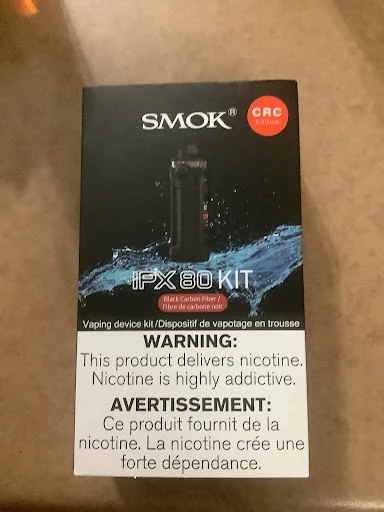 SMOK®
CRC
Edition
IPX 80 KIT
Black Carbon Fiber /
Fibre de carbone noir
Vaping device kit /Dispositif de vapotage en trousse
WARNING:
This product delivers nicotine.
Nicotine is highly addictive.
AVERTISSEMENT:
Ce produit fournit de la
nicotine. La nicotine crée une
forte dépendance.